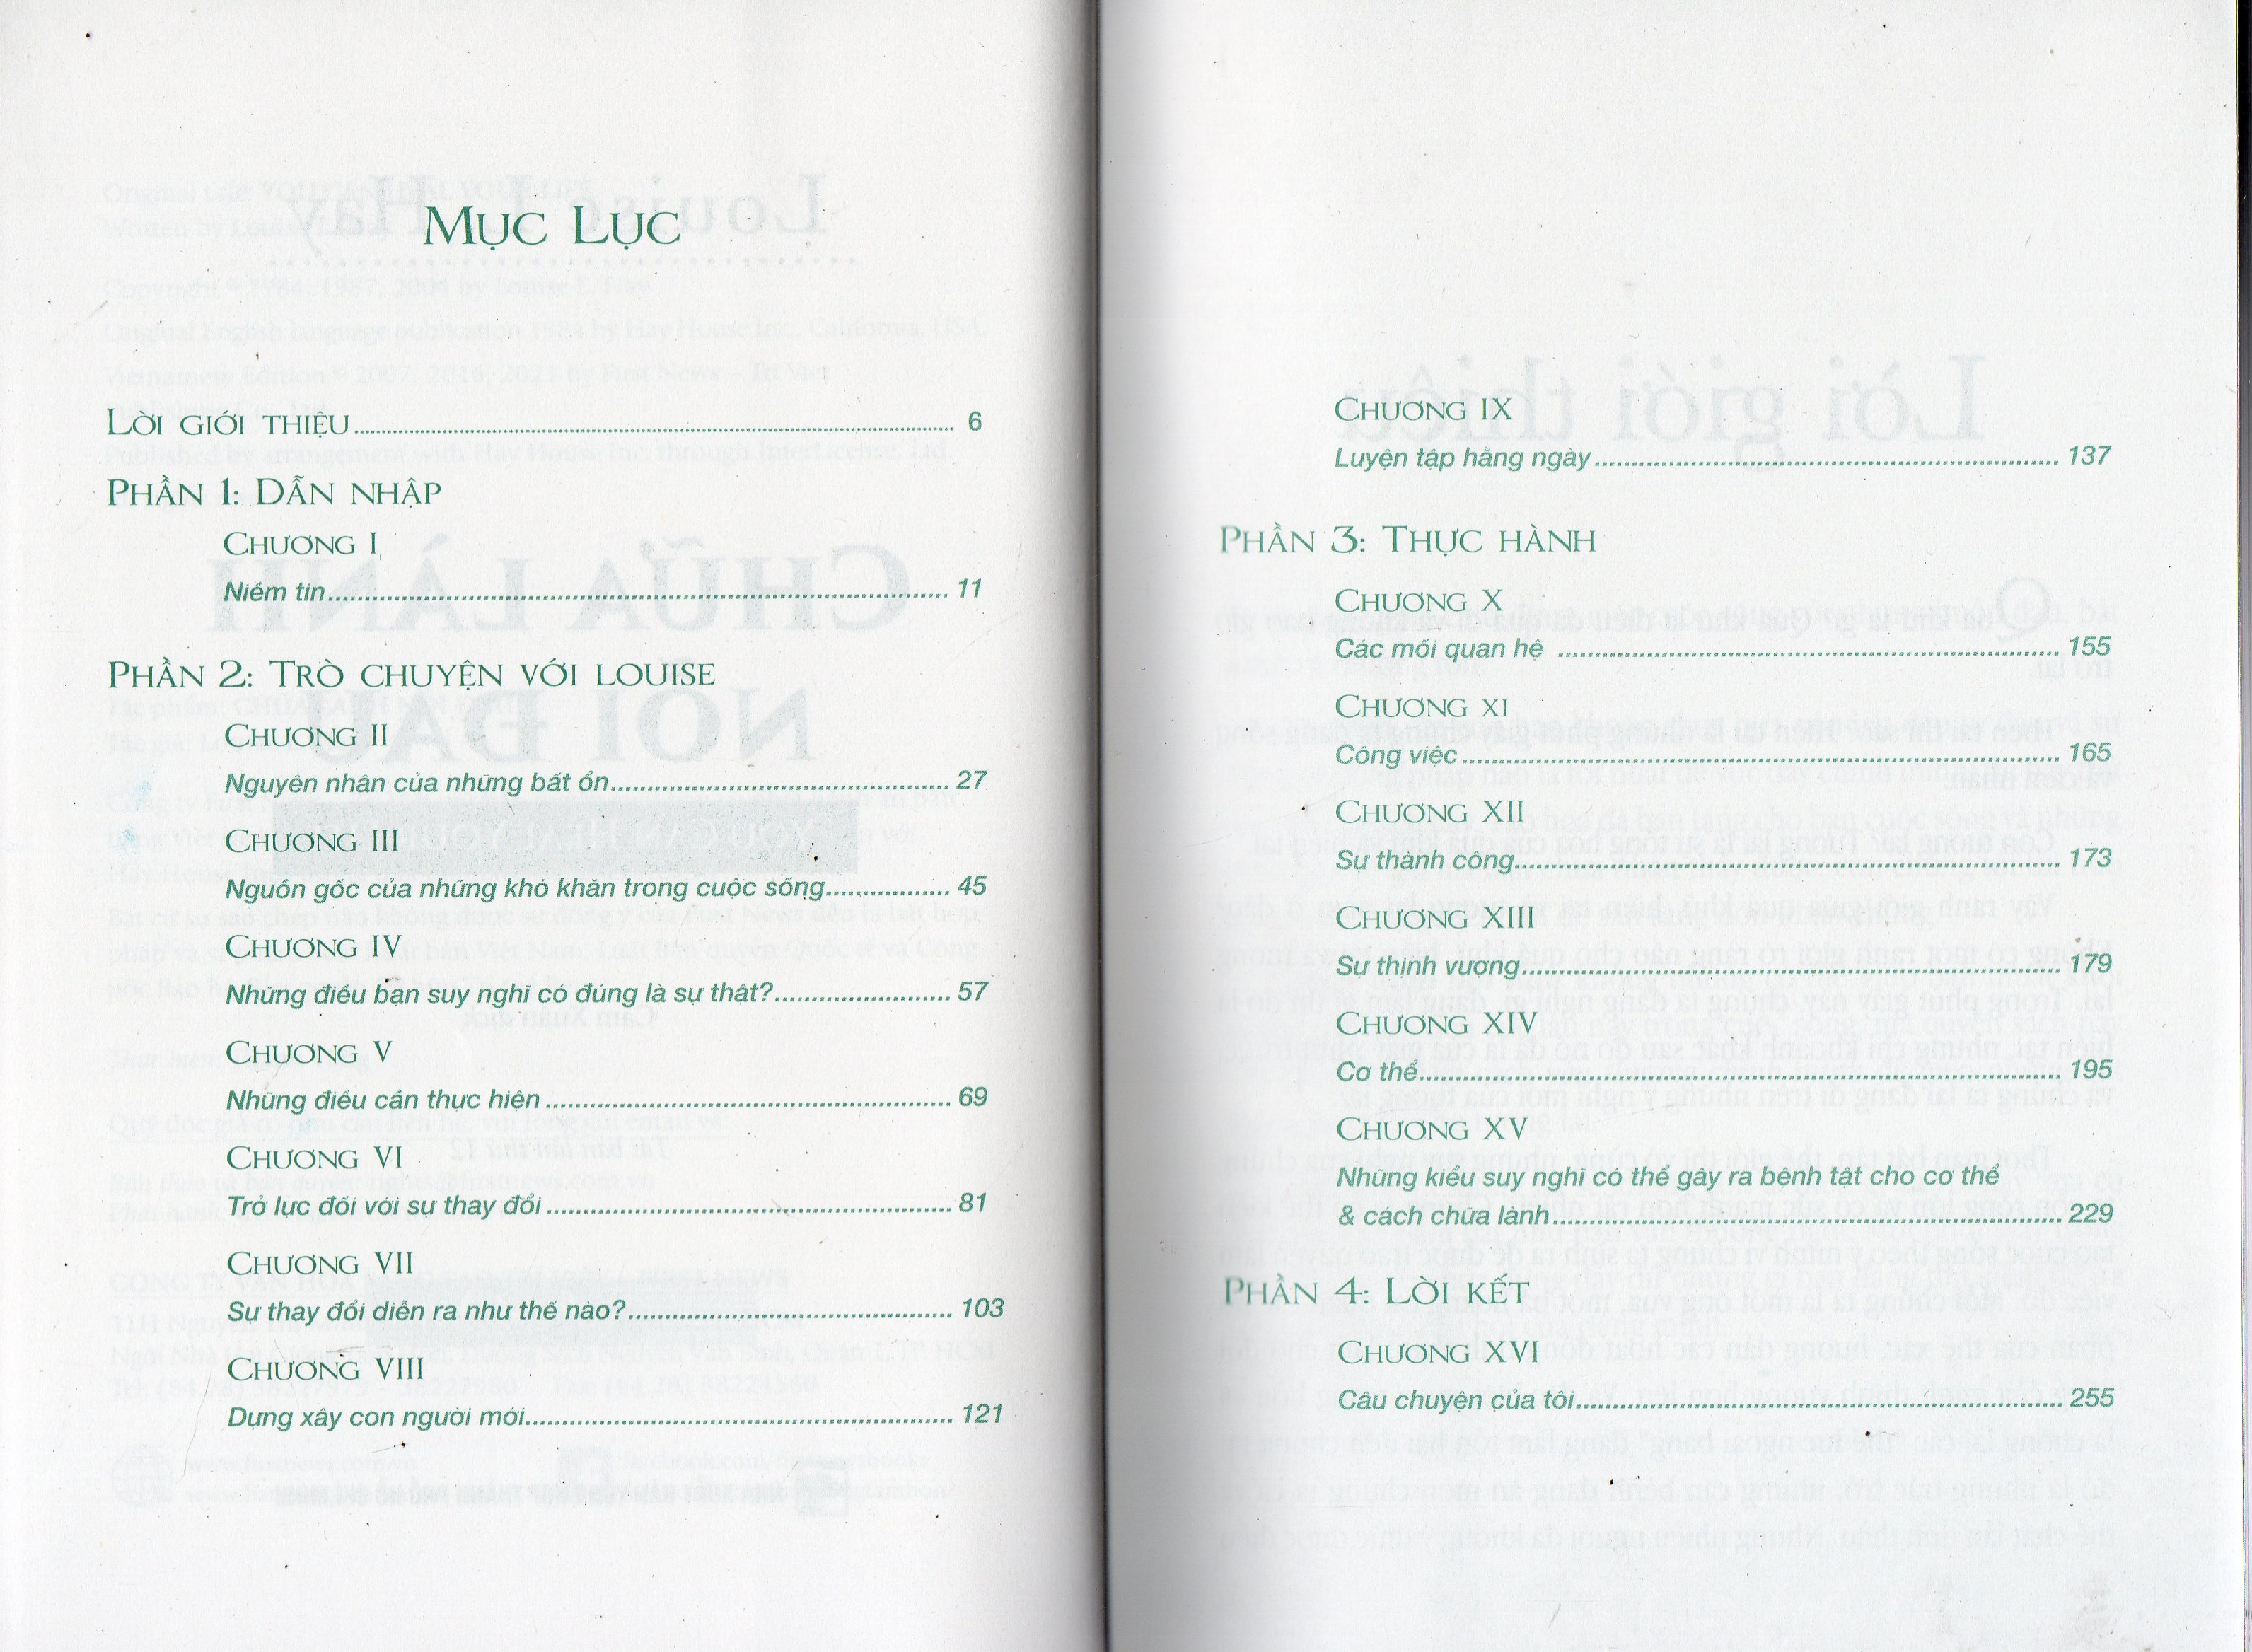 MỤC LỤC
LỜI GIỚI THIỆU........ 6
PHẦN 1: DẪN NHẬP
CHƯƠNG I
Niềm tin........ 11
PHẦN 2: TRÒ CHUYỆN VỚI LOUISE
CHƯƠNG II
Nguyên nhân của những bất ổn........ 27
CHƯƠNG III
Nguồn gốc của những khó khăn trong cuộc sống........ 45
CHƯƠNG IV
Những điều bạn suy nghĩ có đúng là sự thật?........ 57
CHƯƠNG V
Những điều cần thực hiện........ 69
CHƯƠNG VI
Trở lực đối với sự thay đổi........ 81
CHƯƠNG VII
Sự thay đổi diễn ra như thế nào?........ 103
CHƯƠNG VIII
Dựng xây con người mới........ 121
CHƯƠNG IX
Luyện tập hằng ngày........ 137
PHẦN 3: THỰC HÀNH
CHƯƠNG X
Các mối quan hệ ........ 155
CHƯƠNG XI
Công việc........ 165
CHƯƠNG XII
Sự thành công........ 173
CHƯƠNG XIII
Sự thịnh vượng........ 179
CHƯƠNG XIV
Cơ thể........ 195
CHƯƠNG XV
Những kiểu suy nghĩ có thể gây ra bệnh tật cho cơ thể
& cách chữa lành........ 229
PHẦN 4: LỜI KẾT
CHƯƠNG XVI
Câu chuyện của tôi........ 255